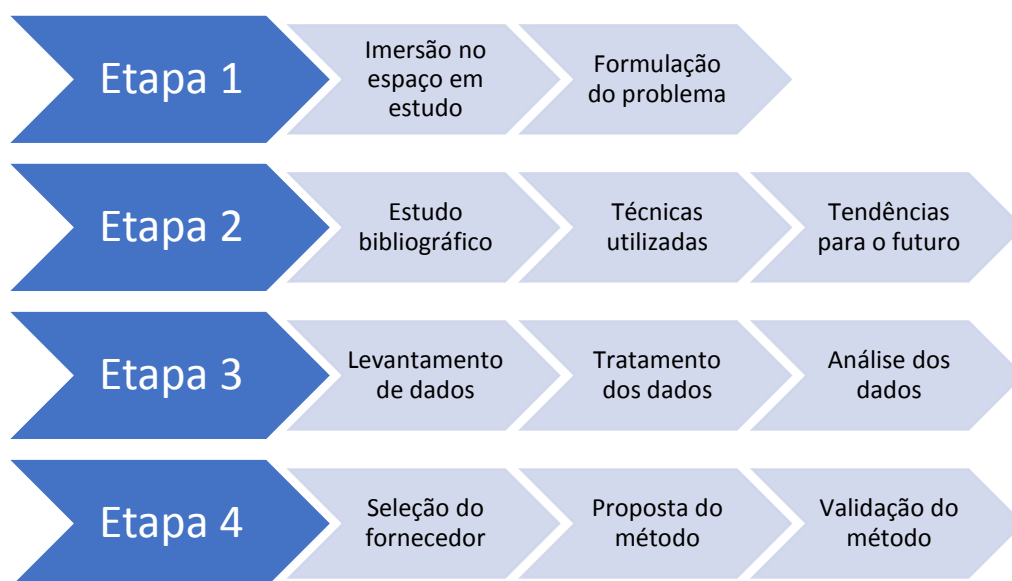 Etapa 1
Imersão no
espaço em
estudo
Formulação
do problema
Etapa 2
Estudo
bibliográfico
Técnicas
utilizadas
Tendências
para o futuro
Etapa 3
Levantamento
de dados
Tratamento
dos dados
Análise dos
dados
Etapa 4
Seleção do
fornecedor
Proposta do
método
Validação do
método